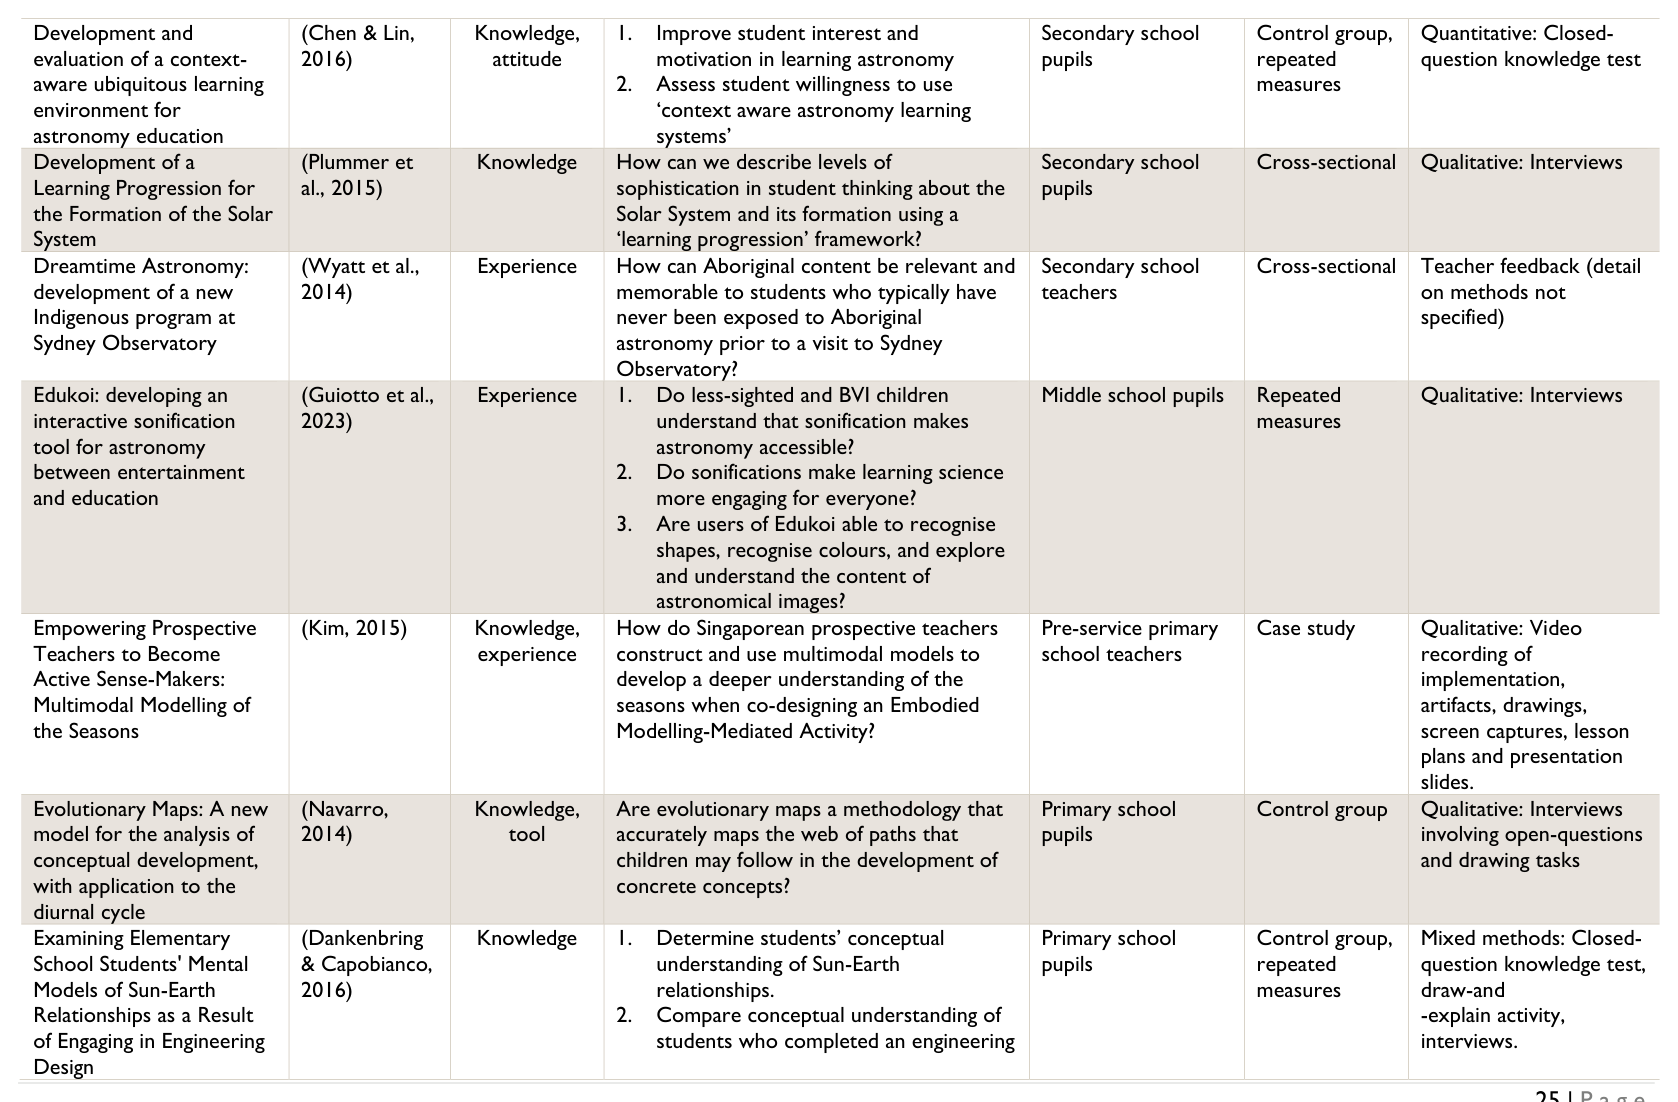 Development and
evaluation of a context-
aware ubiquitous learning
environment for
astronomy education
(Chen & Lin,
2016)
Knowledge,
attitude
1. Improve student interest and
motivation in learning astronomy
2. Assess student willingness to use
‘context aware astronomy learning
systems’
Secondary school
pupils
Control group,
repeated
measures
Quantitative: Closed-
question knowledge test
Development of a
Learning Progression for
the Formation of the Solar
System
(Plummer et
al., 2015)
Knowledge
How can we describe levels of
sophistication in student thinking about the
Solar System and its formation using a
‘learning progression’ framework?
Secondary school
pupils
Cross-sectional
Qualitative: Interviews
Dreamtime Astronomy:
development of a new
Indigenous program at
Sydney Observatory
(Wyatt et al.,
2014)
Experience
How can Aboriginal content be relevant and
memorable to students who typically have
never been exposed to Aboriginal
astronomy prior to a visit to Sydney
Observatory?
Secondary school
teachers
Cross-sectional
Teacher feedback (detail
on methods not
specified)
Edukoi: developing an
interactive sonification
tool for astronomy
between entertainment
and education
(Guiotto et al.,
2023)
Experience
1. Do less-sighted and BVI children
understand that sonification makes
astronomy accessible?
2. Do sonifications make learning science
more engaging for everyone?
3. Are users of Edukoi able to recognise
shapes, recognise colours, and explore
and understand the content of
astronomical images?
Middle school pupils
Repeated
measures
Qualitative: Interviews
Empowering Prospective
Teachers to Become
Active Sense-Makers:
Multimodal Modelling of
the Seasons
(Kim, 2015)
Knowledge,
experience
How do Singaporean prospective teachers
construct and use multimodal models to
develop a deeper understanding of the
seasons when co-designing an Embodied
Modelling-Mediated Activity?
Pre-service primary
school teachers
Case study
Qualitative: Video
recording of
implementation,
artifacts, drawings,
screen captures, lesson
plans and presentation
slides.
Evolutionary Maps: A new
model for the analysis of
conceptual development,
with application to the
diurnal cycle
(Navarro,
2014)
Knowledge,
tool
Are evolutionary maps a methodology that
accurately maps the web of paths that
children may follow in the development of
concrete concepts?
Primary school
pupils
Control group
Qualitative: Interviews
involving open-questions
and drawing tasks
Examining Elementary
School Students' Mental
Models of Sun-Earth
Relationships as a Result
of Engaging in Engineering
Design
(Dankenbring
& Capobianco,
2016)
Knowledge
1. Determine students’ conceptual
understanding of Sun-Earth
relationships.
2. Compare conceptual understanding of
students who completed an engineering
Primary school
pupils
Control group,
repeated
measures
Mixed methods: Closed-
question knowledge test,
draw-and
-explain activity,
interviews.
25 | Page